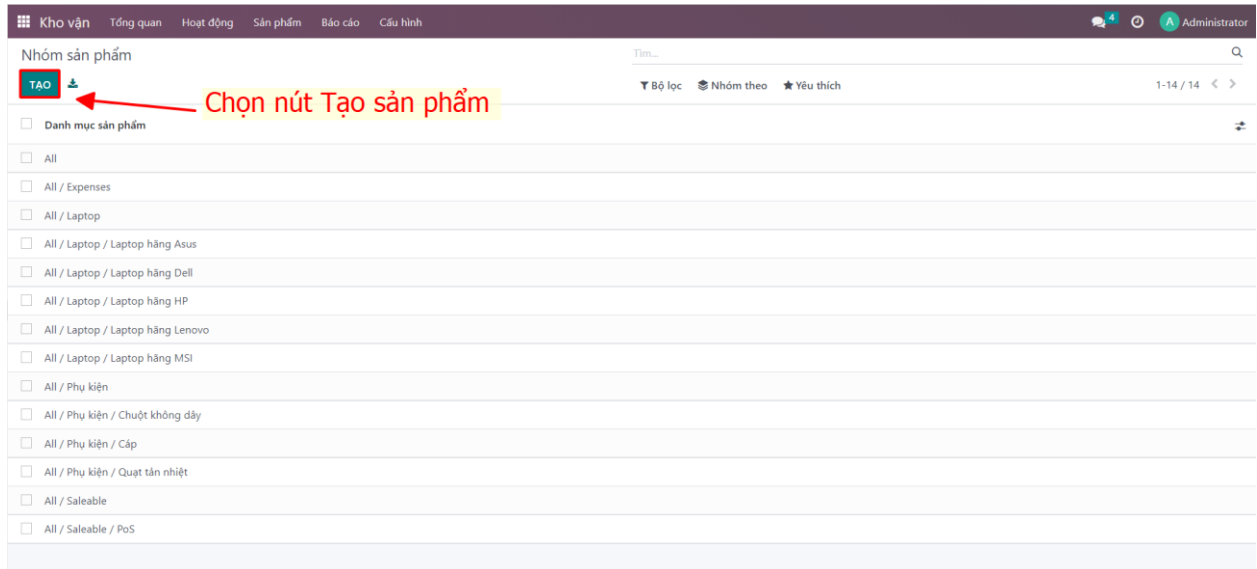 Kho vận Tổng quan Hoạt động Sản phẩm Báo cáo Cấu hình 4 A Administrator
Nhóm sản phẩm Tìm...
TẠO Bộ lọc Nhóm theo Yêu thích 1-14 / 14
Chọn nút Tạo sản phẩm
Danh mục sản phẩm
All
All / Expenses
All / Laptop
All / Laptop / Laptop hãng Asus
All / Laptop / Laptop hãng Dell
All / Laptop / Laptop hãng HP
All / Laptop / Laptop hãng Lenovo
All / Laptop / Laptop hãng MSI
All / Phụ kiện
All / Phụ kiện / Chuột không dây
All / Phụ kiện / Cáp
All / Phụ kiện / Quạt tản nhiệt
All / Saleable
All / Saleable / PoS